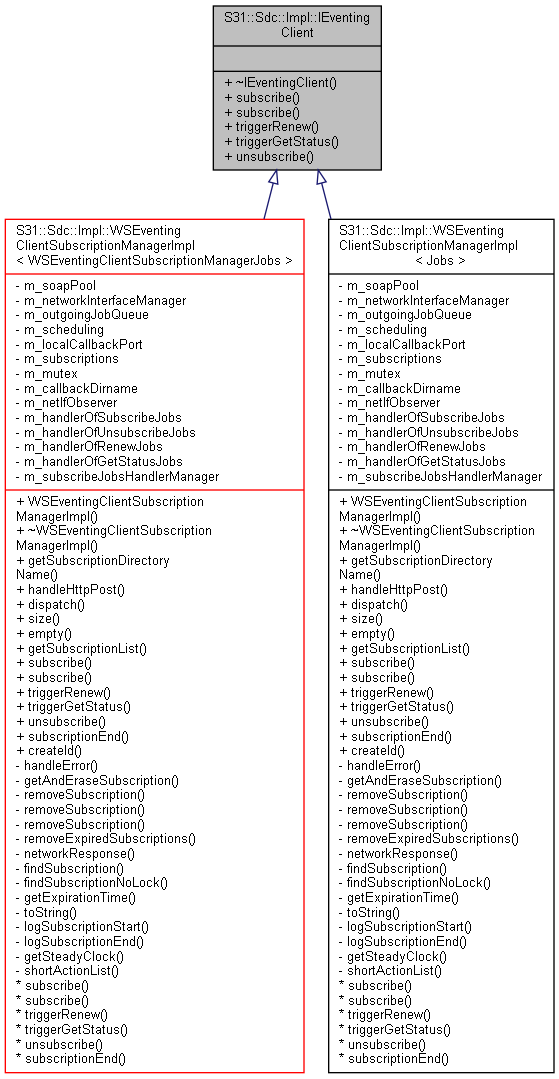 S31::Sdc::Impl::IEventing
Client
+ ~IEventingClient()
+ subscribe()
+ subscribe()
+ triggerRenew()
+ triggerGetStatus()
+ unsubscribe()
S31::Sdc::Impl::WSEventing
ClientSubscriptionManagerImpl
< WSEventingClientSubscriptionManagerJobs >
- m_soapPool
- m_networkInterfaceManager
- m_outgoingJobQueue
- m_scheduling
- m_localCallbackPort
- m_subscriptions
- m_mutex
- m_callbackDirname
- m_netIfObserver
- m_handlerOfSubscribeJobs
- m_handlerOfUnsubscribeJobs
- m_handlerOfRenewJobs
- m_handlerOfGetStatusJobs
- m_subscribeJobsHandlerManager
+ WSEventingClientSubscription
ManagerImpl()
+ ~WSEventingClientSubscription
ManagerImpl()
+ getSubscriptionDirectory
Name()
+ handleHttpPost()
+ dispatch()
+ size()
+ empty()
+ getSubscriptionList()
+ subscribe()
+ subscribe()
+ triggerRenew()
+ triggerGetStatus()
+ unsubscribe()
+ subscriptionEnd()
+ createId()
- handleError()
- getAndEraseSubscription()
- removeSubscription()
- removeSubscription()
- removeSubscription()
- removeExpiredSubscriptions()
- networkResponse()
- findSubscription()
- findSubscriptionNoLock()
- getExpirationTime()
- toString()
- logSubscriptionStart()
- logSubscriptionEnd()
- getSteadyClock()
- shortActionList()
* subscribe()
* subscribe()
* triggerRenew()
* triggerGetStatus()
* unsubscribe()
* subscriptionEnd()
S31::Sdc::Impl::WSEventing
ClientSubscriptionManagerImpl
< Jobs >
- m_soapPool
- m_networkInterfaceManager
- m_outgoingJobQueue
- m_scheduling
- m_localCallbackPort
- m_subscriptions
- m_mutex
- m_callbackDirname
- m_netIfObserver
- m_handlerOfSubscribeJobs
- m_handlerOfUnsubscribeJobs
- m_handlerOfRenewJobs
- m_handlerOfGetStatusJobs
- m_subscribeJobsHandlerManager
+ WSEventingClientSubscription
ManagerImpl()
+ ~WSEventingClientSubscription
ManagerImpl()
+ getSubscriptionDirectory
Name()
+ handleHttpPost()
+ dispatch()
+ size()
+ empty()
+ getSubscriptionList()
+ subscribe()
+ subscribe()
+ triggerRenew()
+ triggerGetStatus()
+ unsubscribe()
+ subscriptionEnd()
+ createId()
- handleError()
- getAndEraseSubscription()
- removeSubscription()
- removeSubscription()
- removeSubscription()
- removeExpiredSubscriptions()
- networkResponse()
- findSubscription()
- findSubscriptionNoLock()
- getExpirationTime()
- toString()
- logSubscriptionStart()
- logSubscriptionEnd()
- getSteadyClock()
- shortActionList()
* subscribe()
* subscribe()
* triggerRenew()
* triggerGetStatus()
* unsubscribe()
* subscriptionEnd()